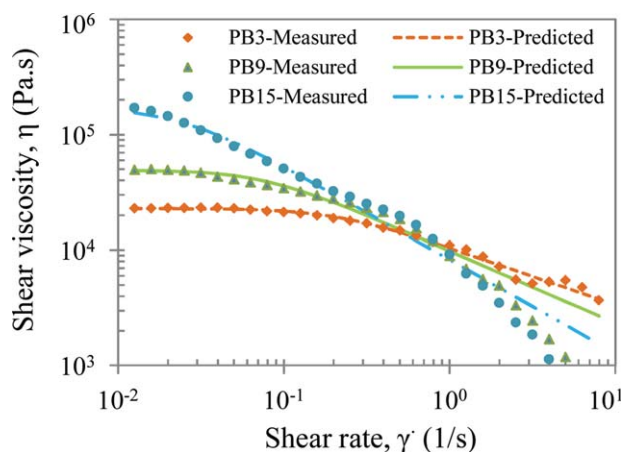 10⁶
PB3-Measured PB3-Predicted
PB9-Measured PB9-Predicted
PB15-Measured PB15-Predicted
10⁵
10⁴
10³
Shear viscosity, η (Pa.s)
10⁻² 10⁻¹ 10⁰ 10¹
Shear rate, γ˙ (1/s)